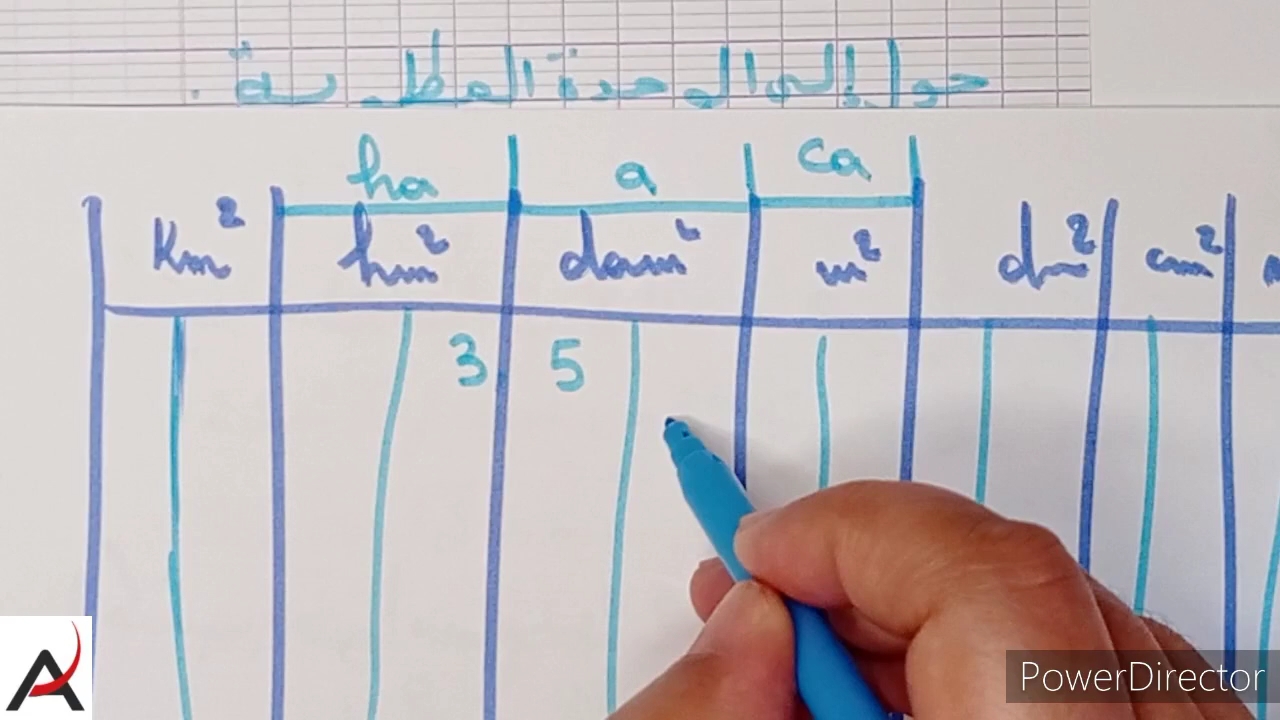 حول إلى الوحدة المطلوبة.
ha a ca
Km² hm² dam² m² dm² cm²
3 5
PowerDirector